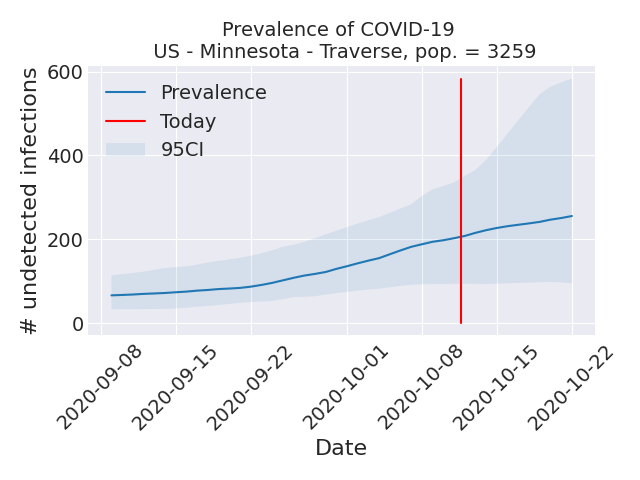 Prevalence of COVID-19
US - Minnesota - Traverse, pop. = 3259
# undetected infections
600
400
200
0
Prevalence
Today
95CI
2020-09-08
2020-09-15
2020-09-22
2020-10-01
2020-10-08
2020-10-15
2020-10-22
Date